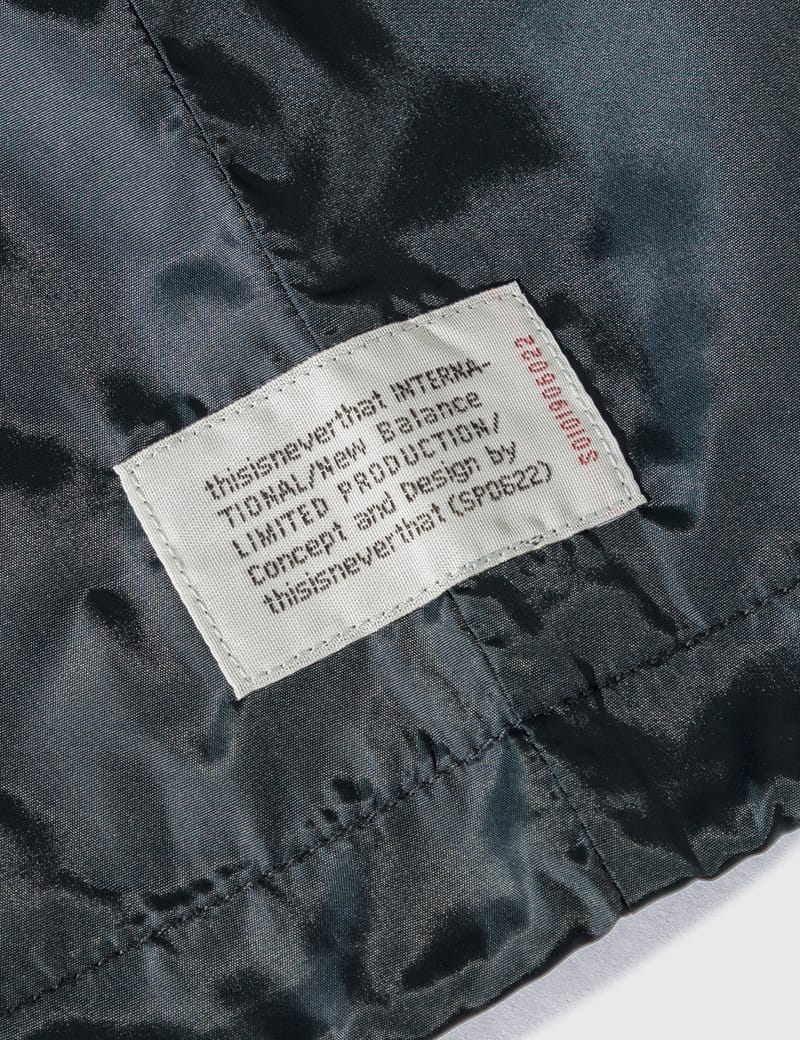 thisisneverthat INTERNA-
TIONAL/New Balance
LIMITED PRODUCTION/
Concept and Design by
thisisneverthat (SP0622)
S0101906022